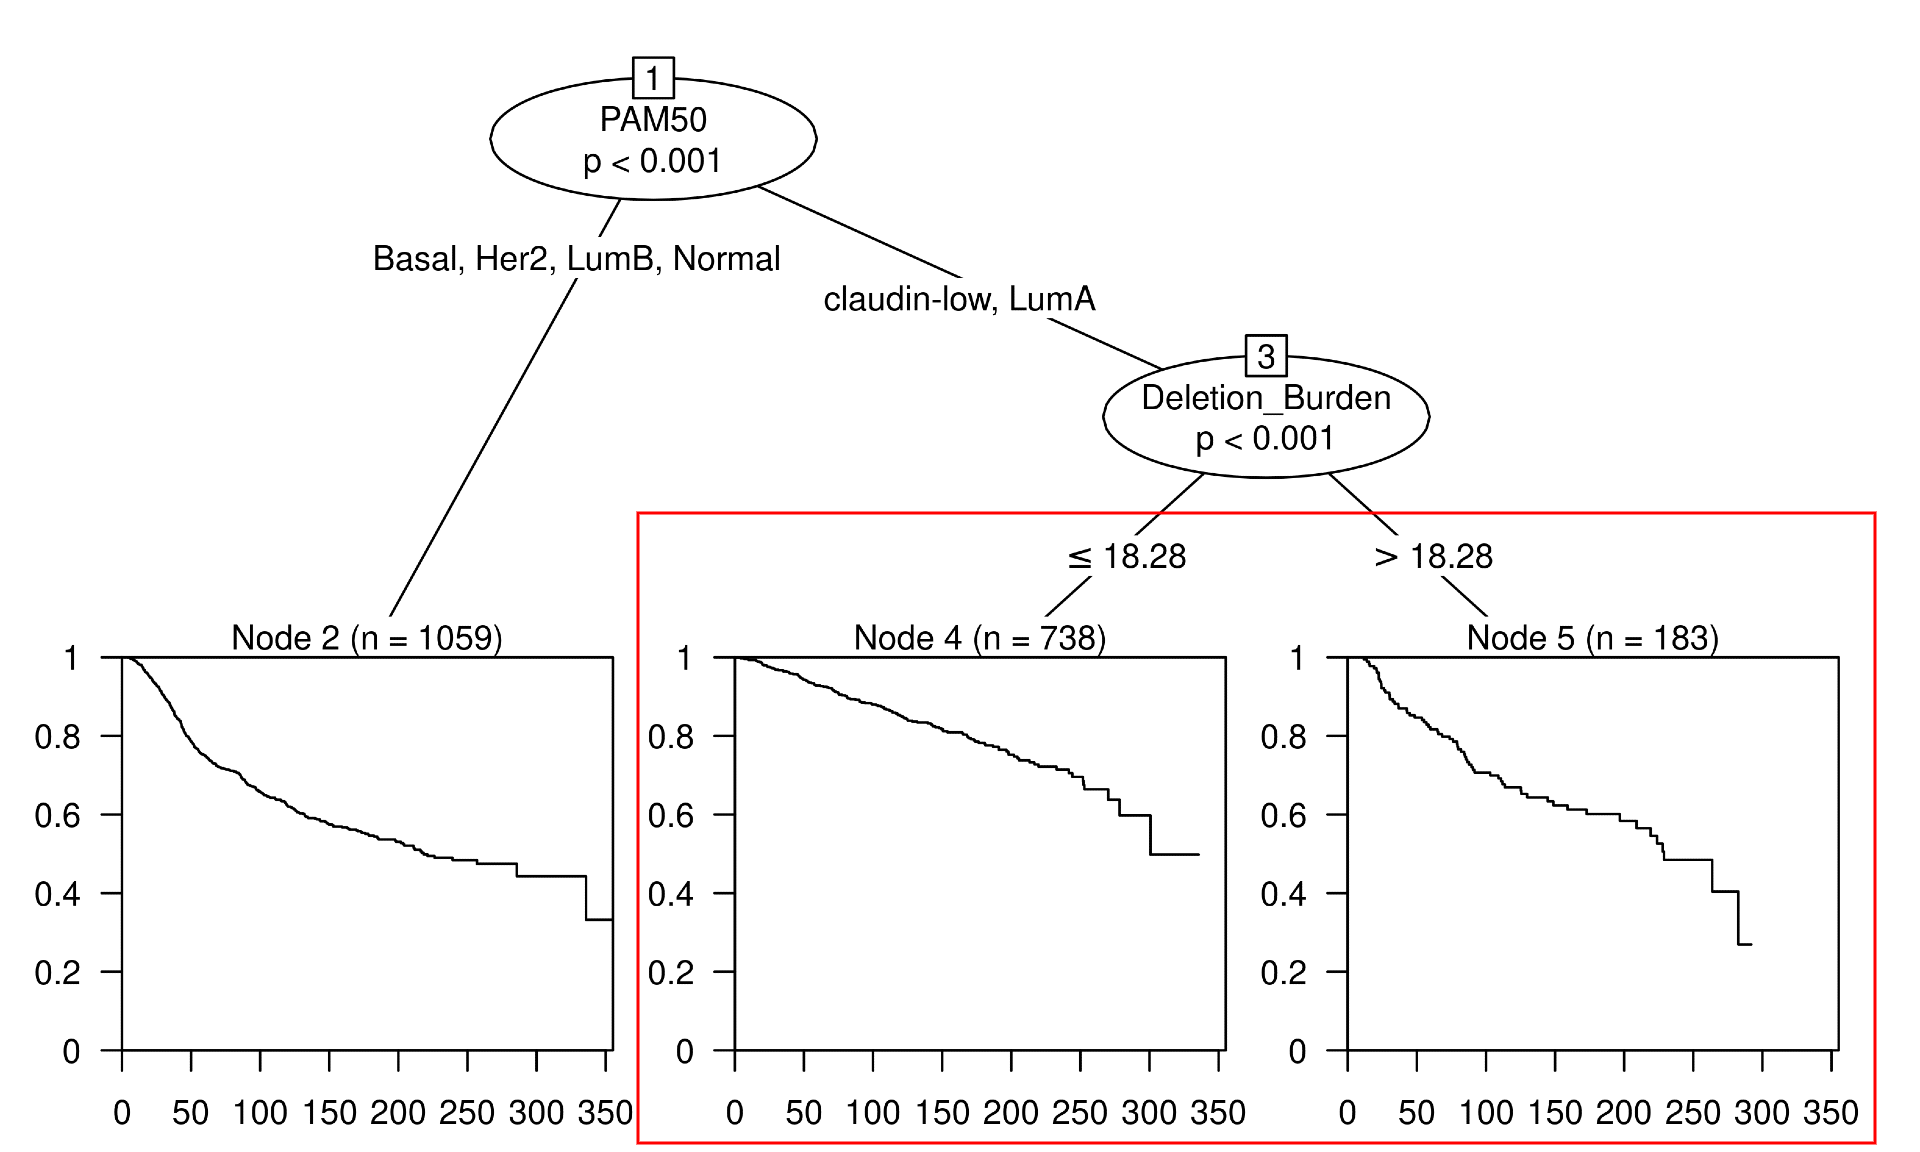 1
PAM50
p < 0.001
Basal, Her2, LumB, Normal
claudin-low, LumA
3
Deletion_Burden
p < 0.001
≤ 18.28
> 18.28
Node 2 (n = 1059)
1
0.8
0.6
0.4
0.2
0
0 50 100 150 200 250 300 350
Node 4 (n = 738)
1
0.8
0.6
0.4
0.2
0
0 50 100 150 200 250 300 350
Node 5 (n = 183)
1
0.8
0.6
0.4
0.2
0
0 50 100 150 200 250 300 350